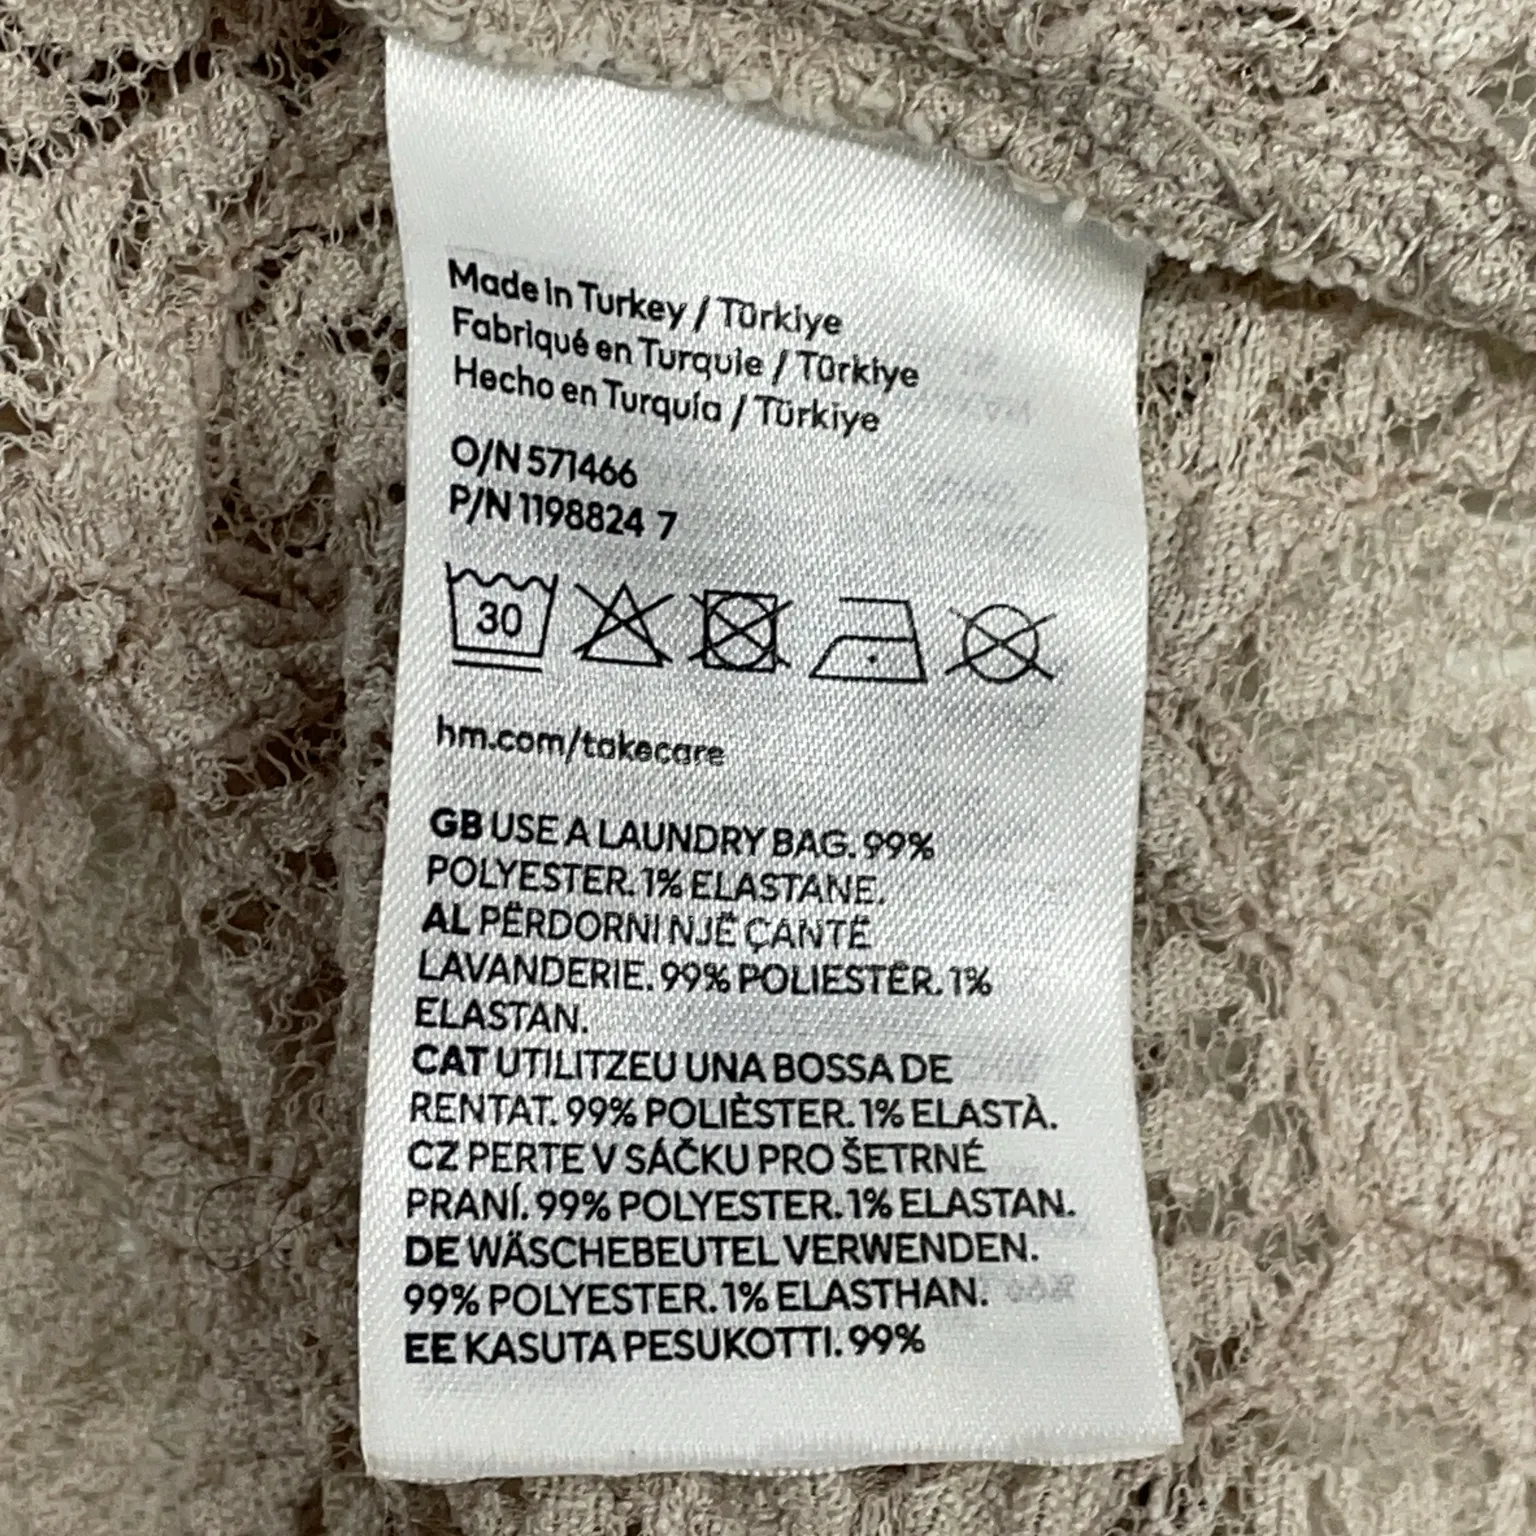 Made in Turkey / Türkiye
Fabriqué en Turquie / Türkiye
Hecho en Turquía / Türkiye
O/N 571466
P/N 1198824 7
30
hm.com/takecare
GB USE A LAUNDRY BAG. 99%
POLYESTER. 1% ELASTANE.
AL PËRDORNI NJË ÇANTË
LAVANDERIE. 99% POLIESTËR. 1%
ELASTAN.
CAT UTILITZEU UNA BOSSA DE
RENTAT. 99% POLIÈSTER. 1% ELASTÀ.
CZ PERTE V SÁČKU PRO ŠETRNÉ
PRANÍ. 99% POLYESTER. 1% ELASTAN.
DE WÄSCHEBEUTEL VERWENDEN.
99% POLYESTER. 1% ELASTHAN.
EE KASUTA PESUKOTTI. 99%